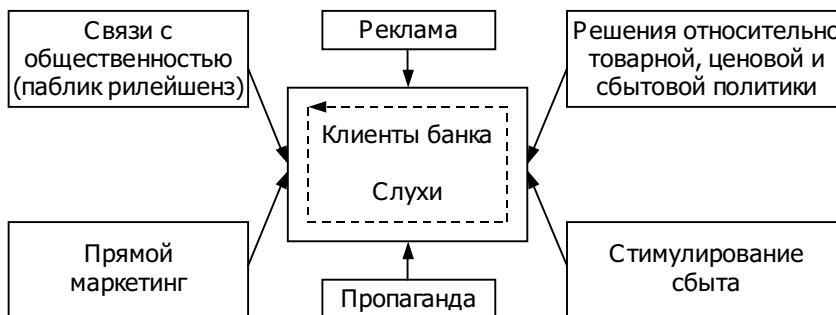 Связи с
общественностью
(паблик рилейшенз)
Реклама
Решения относительно
товарной, ценовой и
сбытовой политики
Клиенты банка
Слухи
Прямой
маркетинг
Пропаганда
Стимулирование
сбыта